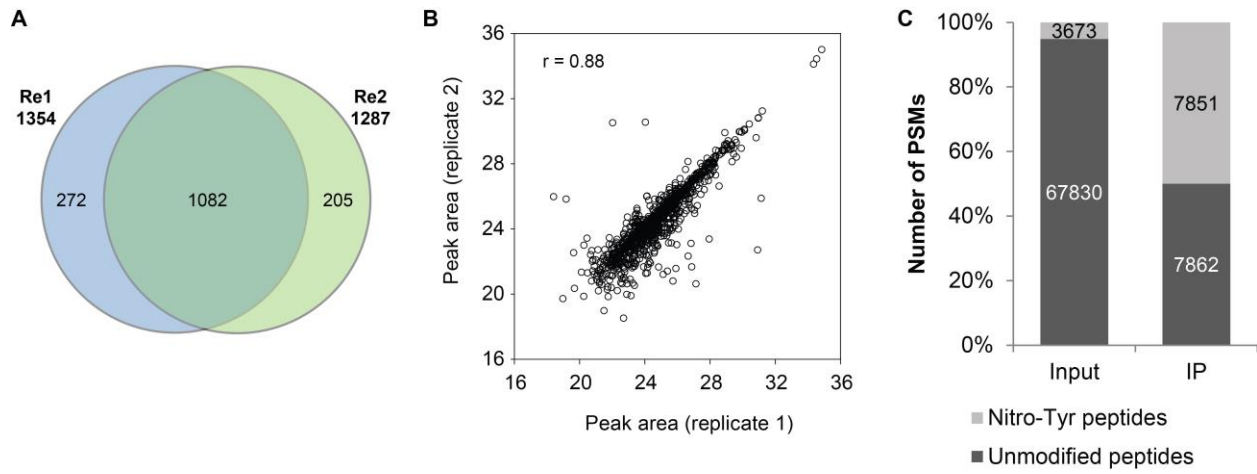 A
Re1
1354
Re2
1287
272
1082
205
B
r = 0.88
36
32
28
24
20
16
16
20
24
28
32
36
Peak area (replicate 2)
Peak area (replicate 1)
C
100%
80%
60%
40%
20%
0%
Number of PSMs
3673
67830
7851
7862
Input
IP
Nitro-Tyr peptides
Unmodified peptides